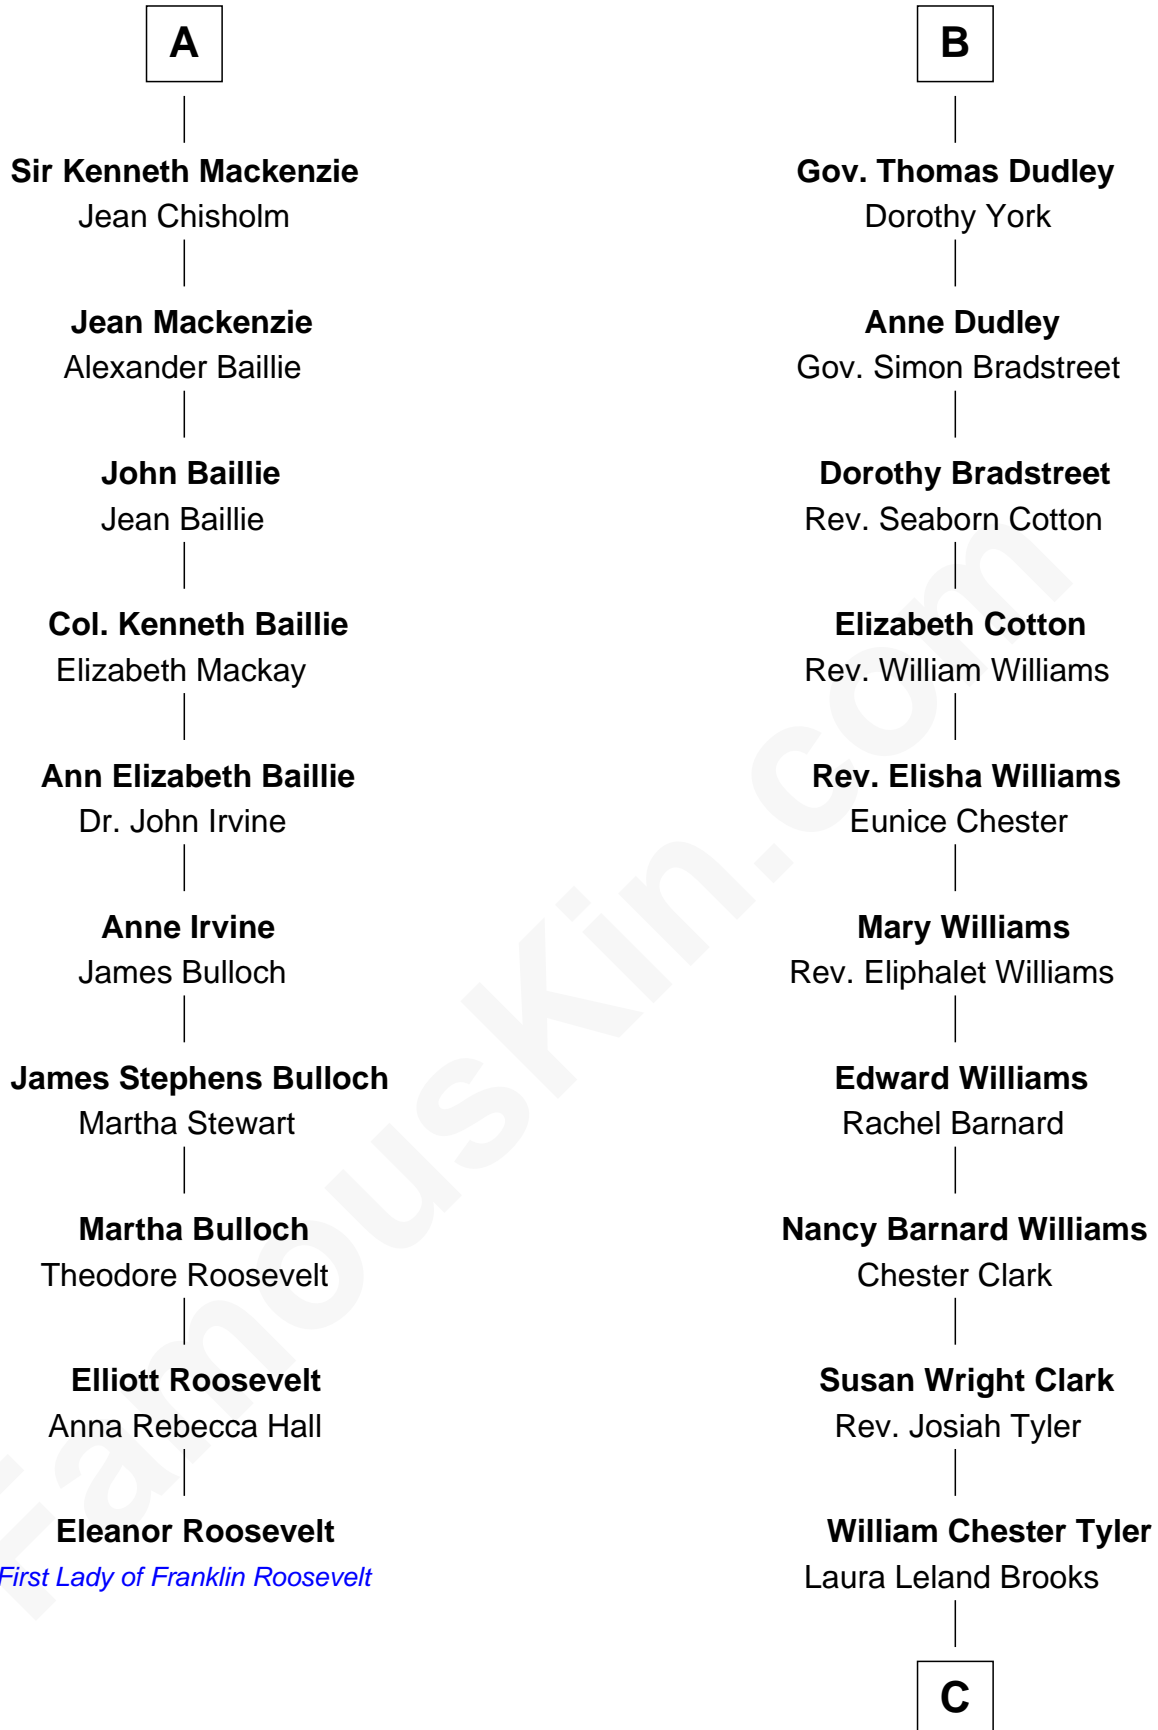 A
Sir Kenneth Mackenzie
Jean Chisholm
Jean Mackenzie
Alexander Baillie
John Baillie
Jean Baillie
Col. Kenneth Baillie
Elizabeth Mackay
Ann Elizabeth Baillie
Dr. John Irvine
Anne Irvine
James Bulloch
James Stephens Bulloch
Martha Stewart
Martha Bulloch
Theodore Roosevelt
Elliott Roosevelt
Anna Rebecca Hall
Eleanor Roosevelt
First Lady of Franklin Roosevelt
B
Gov. Thomas Dudley
Dorothy York
Anne Dudley
Gov. Simon Bradstreet
Dorothy Bradstreet
Rev. Seaborn Cotton
Elizabeth Cotton
Rev. William Williams
Rev. Elisha Williams
Eunice Chester
Mary Williams
Rev. Eliphalet Williams
Edward Williams
Rachel Barnard
Nancy Barnard Williams
Chester Clark
Susan Wright Clark
Rev. Josiah Tyler
William Chester Tyler
Laura Leland Brooks
C
FamousKin.com